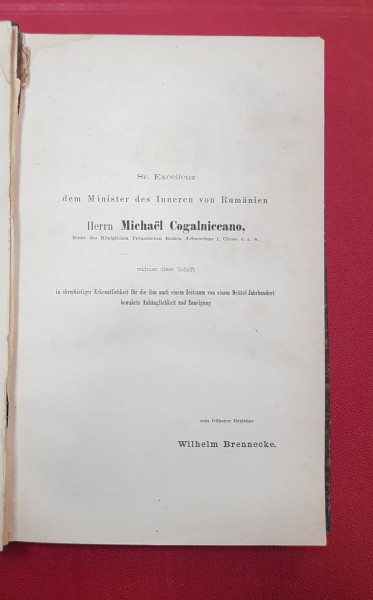 Sr. Excellenz
dem Minister des Inneren von Rumänien
Herrn Michaël Cogalniceano,
Ritter des Königlichen Preussischen Rothen Adlerordens I. Classe u. s. w.
widmet diese Schrift
in ehrerbietiger Erkenntlichkeit für die ihm nach einem Zeitraum von einem Drittel Jahrhundert
bewahrte Anhänglichkeit und Zuneigung
sein früherer Erzieher
Wilhelm Brennecke.